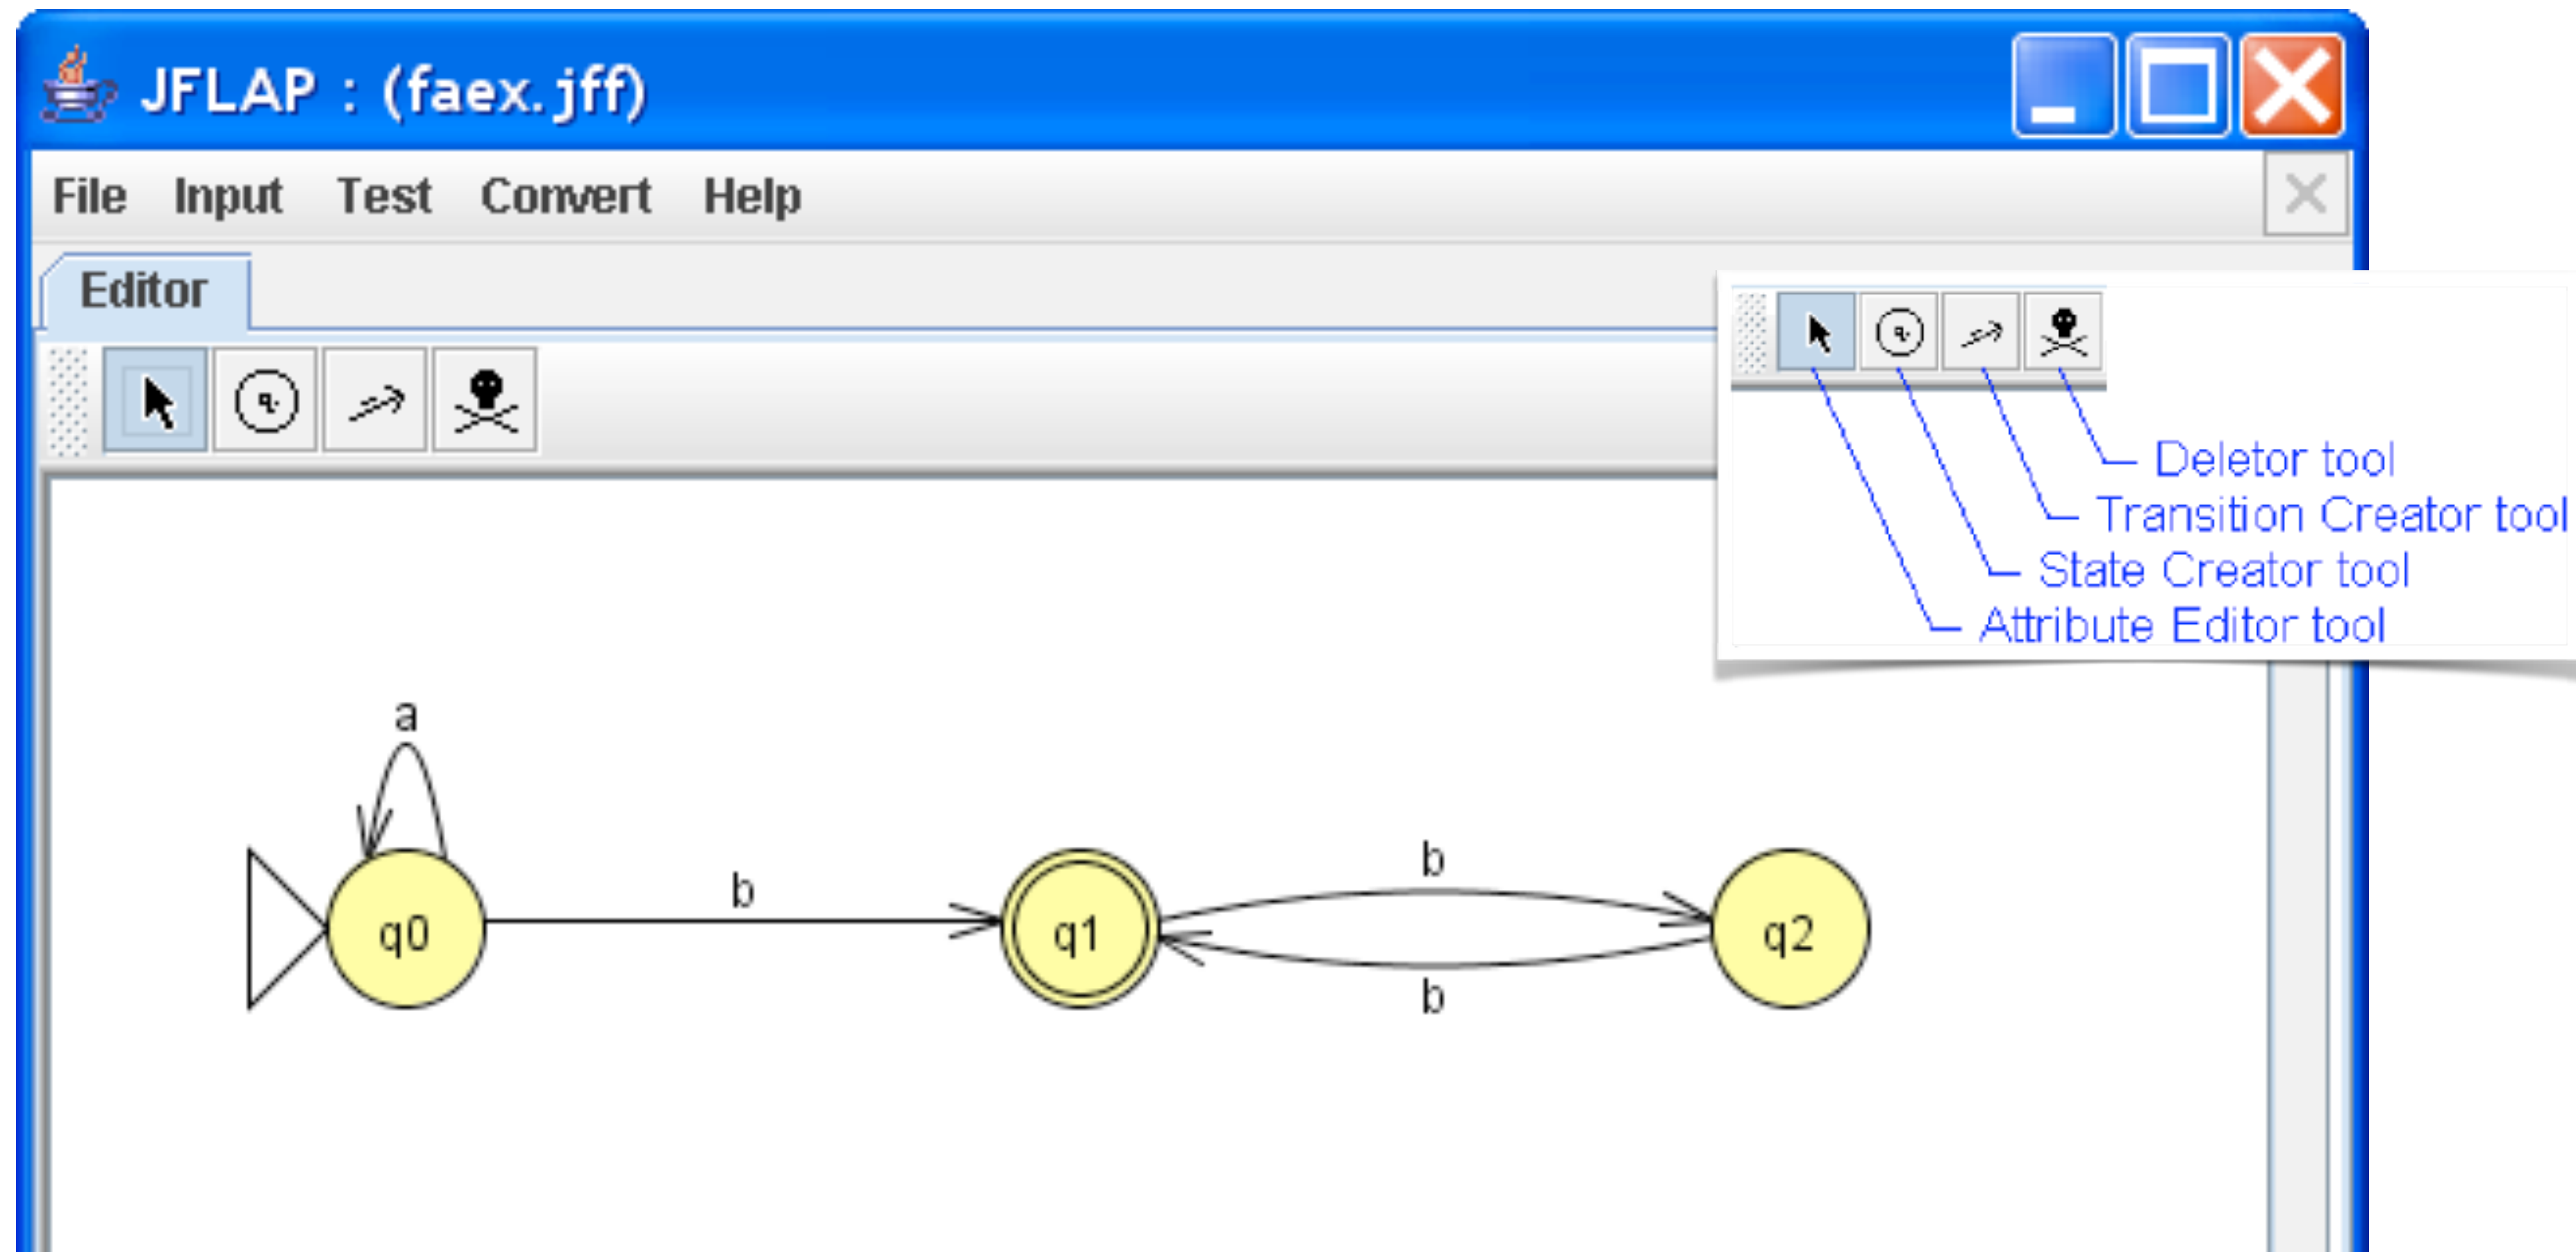 JFLAP : (faex.jff)
File Input Test Convert Help
Editor
q
q
Deletor tool
Transition Creator tool
State Creator tool
Attribute Editor tool
a
b
b
q0
q1
q2
b